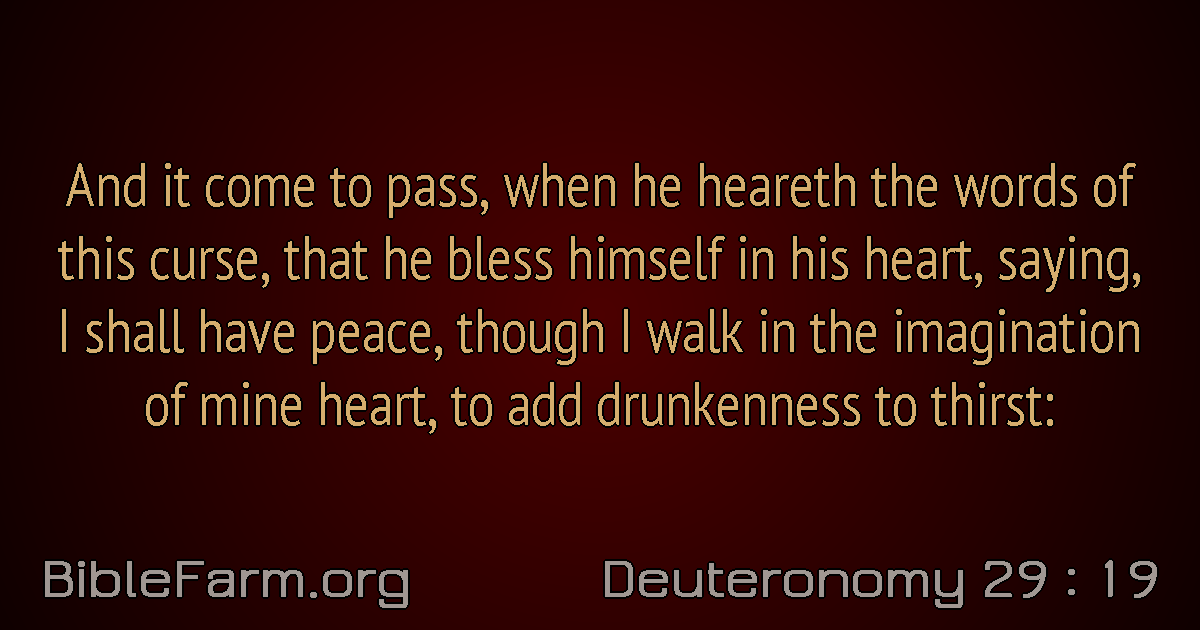 And it come to pass, when he heareth the words of
this curse, that he bless himself in his heart, saying,
I shall have peace, though I walk in the imagination
of mine heart, to add drunkenness to thirst:
BibleFarm.org
Deuteronomy 29 : 19